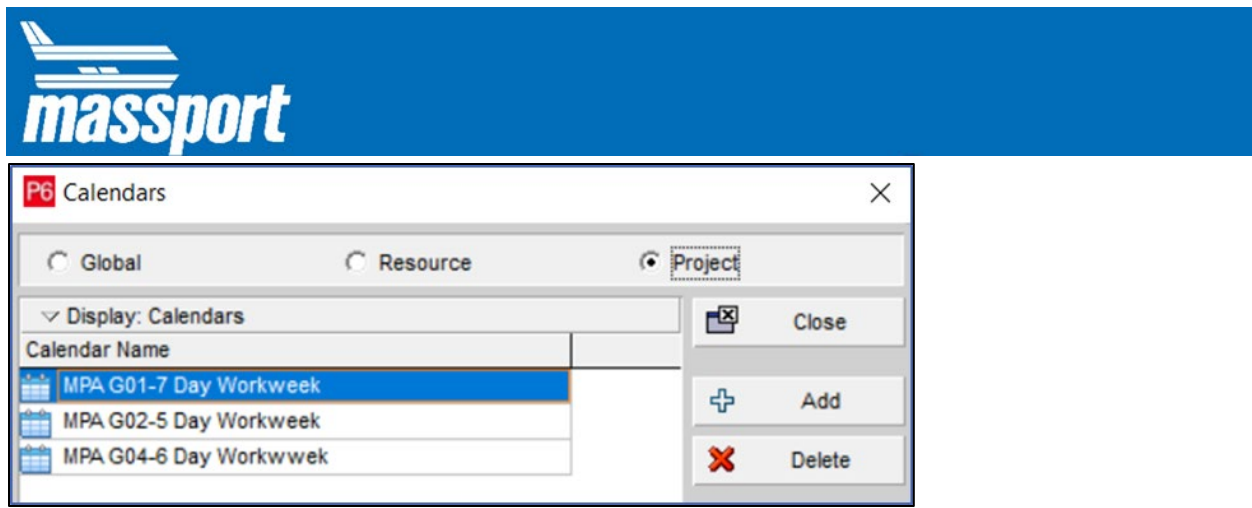 massport
P6 Calendars
Global Resource Project
Display: Calendars
Close
Calendar Name
MPA G01-7 Day Workweek
Add
MPA G02-5 Day Workweek
MPA G04-6 Day Workwwek
Delete